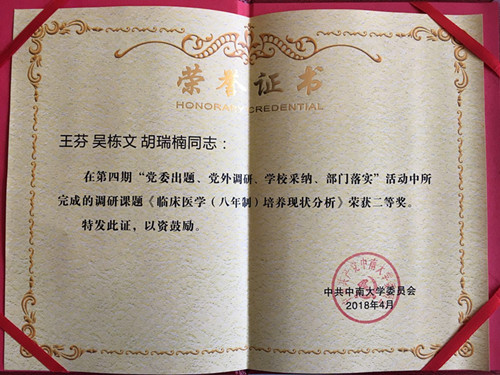 荣誉证书
HONORARY CREDENTIAL
王芬 吴栋文 胡瑞楠同志：
在第四期“党委出题、党外调研、学校采纳、部门落实”活动中所
完成的调研课题《临床医学（八年制）培养现状分析》荣获二等奖。
特发此证，以资鼓励。
中共中南大学委员会
2018年4月